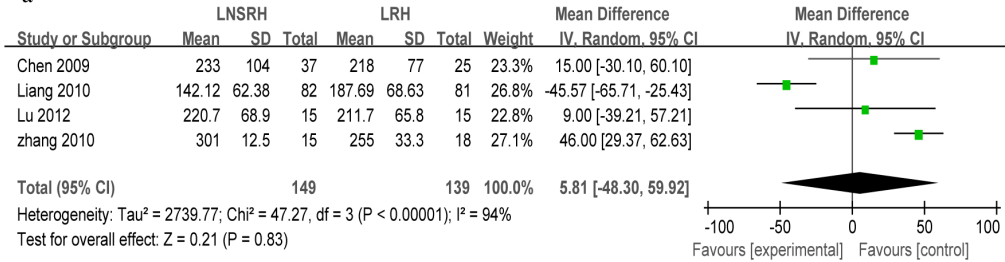 a
LNSRH LRH Mean Difference Mean Difference
Study or Subgroup Mean SD Total Mean SD Total Weight IV, Random, 95% CI IV, Random, 95% CI
Chen 2009 233 104 37 218 77 25 23.3% 15.00 [-30.10, 60.10]
Liang 2010 142.12 62.38 82 187.69 68.63 81 26.8% -45.57 [-65.71, -25.43]
Lu 2012 220.7 68.9 15 211.7 65.8 15 22.8% 9.00 [-39.21, 57.21]
zhang 2010 301 12.5 15 255 33.3 18 27.1% 46.00 [29.37, 62.63]
Total (95% CI) 149 139 100.0% 5.81 [-48.30, 59.92]
Heterogeneity: Tau² = 2739.77; Chi² = 47.27, df = 3 (P < 0.00001); I² = 94%
Test for overall effect: Z = 0.21 (P = 0.83)
-100 -50 0 50 100
Favours [experimental] Favours [control]